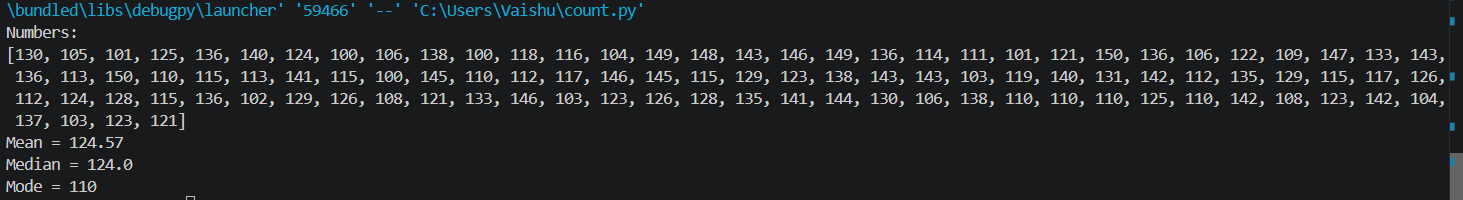 \bundled\libs\debugpy\launcher' '59466' '--' 'C:\Users\Vaishu\count.py'
Numbers:
[130, 105, 101, 125, 136, 140, 124, 100, 106, 138, 100, 118, 116, 104, 149, 148, 143, 146, 149, 136, 114, 111, 101, 121, 150, 136, 106, 122, 109, 147, 133, 143,
136, 113, 150, 110, 115, 113, 141, 115, 100, 145, 110, 112, 117, 146, 145, 115, 129, 123, 138, 143, 143, 103, 119, 140, 131, 142, 112, 135, 129, 115, 117, 126,
112, 124, 128, 115, 136, 102, 129, 126, 108, 121, 133, 146, 103, 123, 126, 128, 135, 141, 144, 130, 106, 138, 110, 110, 110, 125, 110, 142, 108, 123, 142, 104,
137, 103, 123, 121]
Mean = 124.57
Median = 124.0
Mode = 110